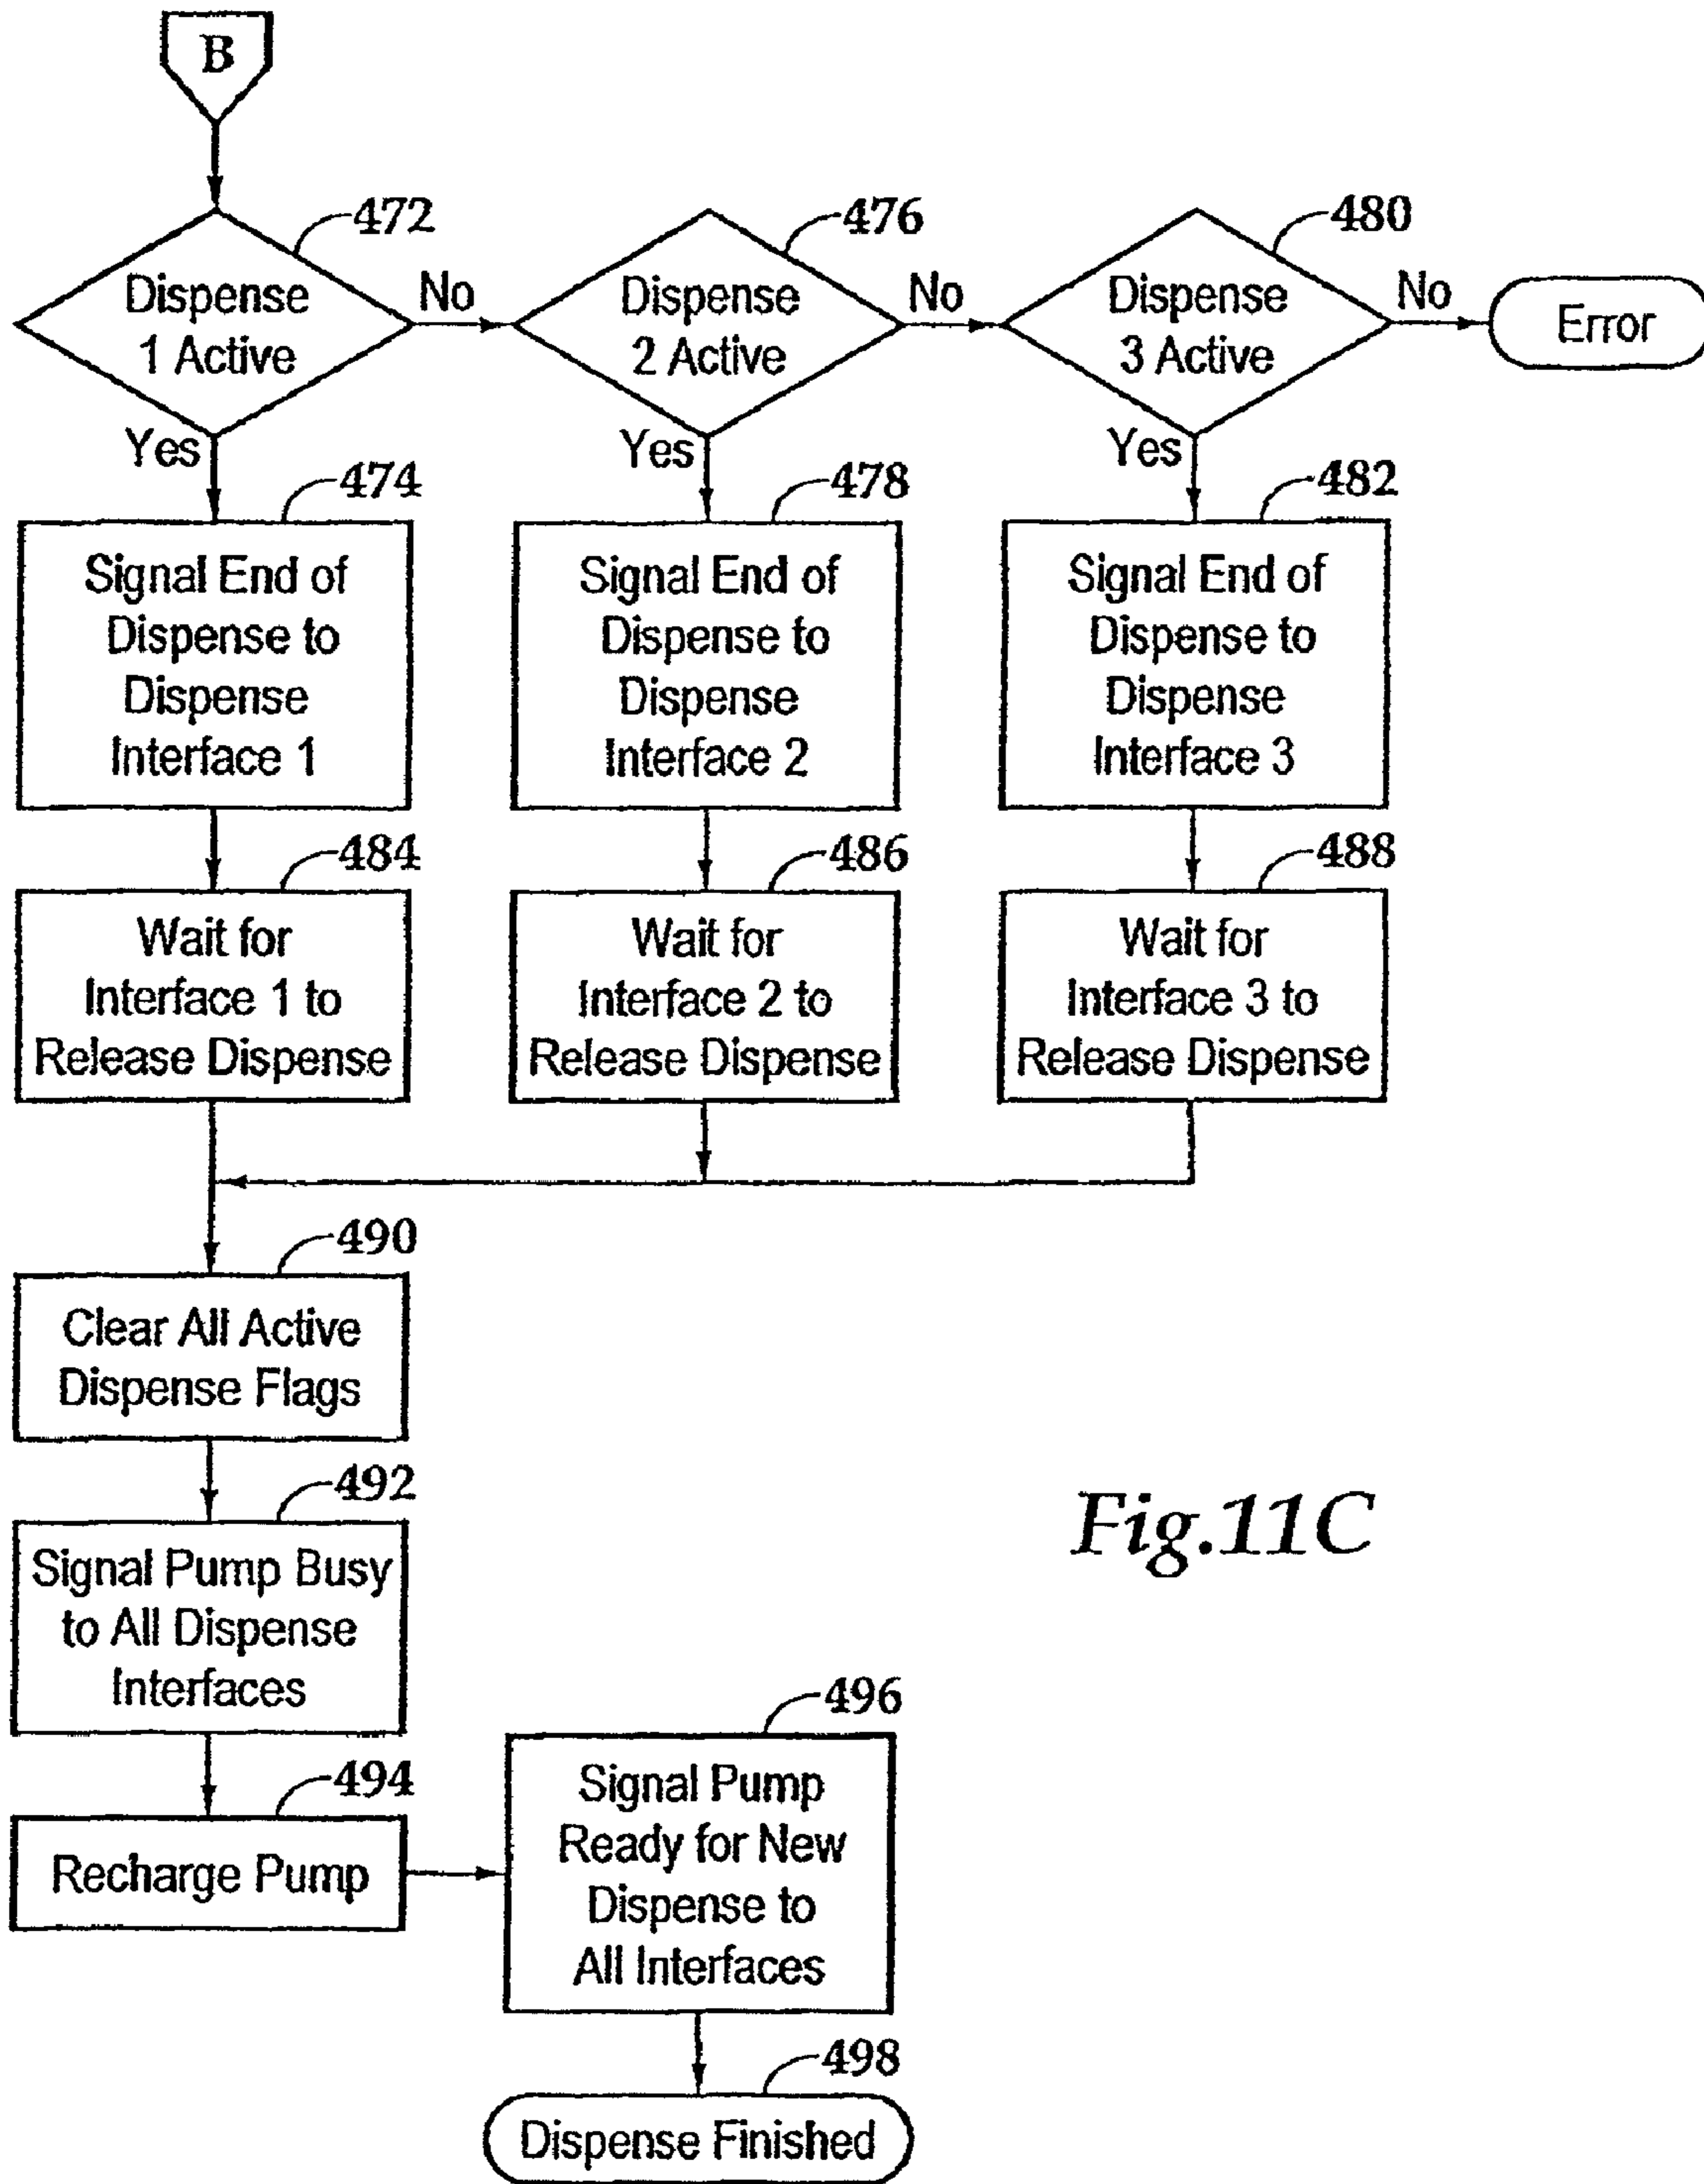 B
472
476
480
Dispense
1 Active
No
Dispense
2 Active
No
Dispense
3 Active
No
Error
Yes
Yes
Yes
474
478
482
Signal End of
Dispense to
Dispense
Interface 1
Signal End of
Dispense to
Dispense
Interface 2
Signal End of
Dispense to
Dispense
Interface 3
484
486
488
Wait for
Interface 1 to
Release Dispense
Wait for
Interface 2 to
Release Dispense
Wait for
Interface 3 to
Release Dispense
490
Clear All Active
Dispense Flags
492
Signal Pump Busy
to All Dispense
Interfaces
494
Recharge Pump
496
Signal Pump
Ready for New
Dispense to
All Interfaces
498
Dispense Finished
Fig.11C